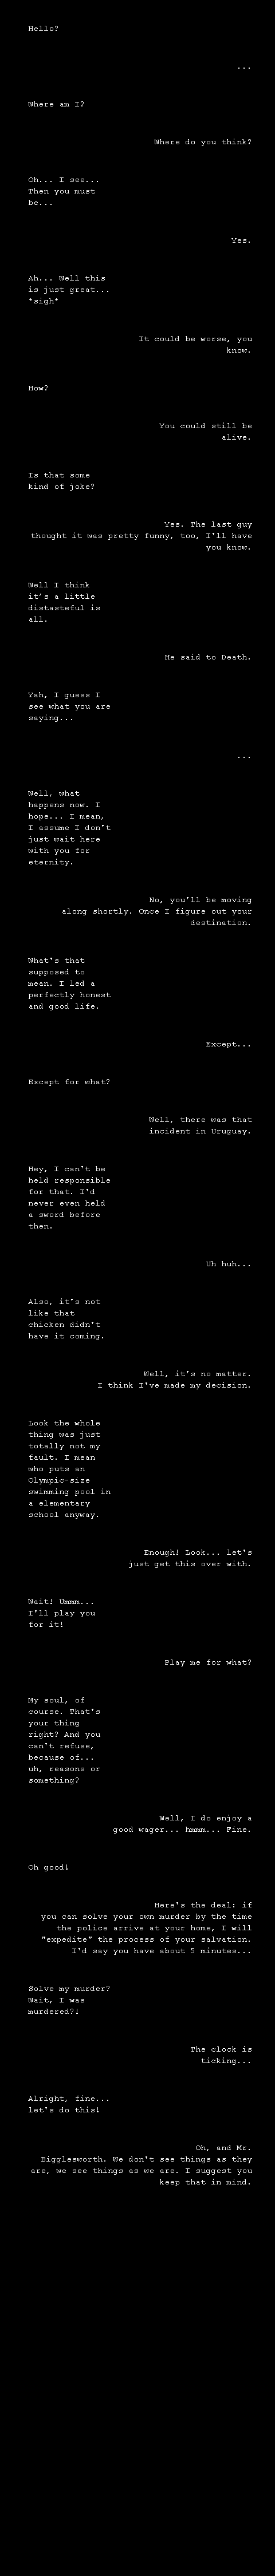 Hello?
...
Where am I?
Where do you think?
Oh... I see...
Then you must
be...
Yes.
Ah... Well this
is just great...
*sigh*
It could be worse, you
know.
How?
You could still be
alive.
Is that some
kind of joke?
Yes. The last guy
thought it was pretty funny, too, I'll have
you know.
Well I think
it's a little
distasteful is
all.
He said to Death.
Yah, I guess I
see what you are
saying...
...
Well, what
happens now. I
hope... I mean,
I assume I don't
just wait here
with you for
eternity.
No, you'll be moving
along shortly. Once I figure out your
destination.
What's that
supposed to
mean. I led a
perfectly honest
and good life.
Except...
Except for what?
Well, there was that
incident in Uruguay.
Hey, I can't be
held responsible
for that. I'd
never even held
a sword before
then.
Uh huh...
Also, it's not
like that
chicken didn't
have it coming.
Well, it's no matter.
I think I've made my decision.
Look the whole
thing was just
totally not my
fault. I mean
who puts an
Olympic-size
swimming pool in
a elementary
school anyway.
Enough! Look... let's
just get this over with.
Wait! Ummm...
I'll play you
for it!
Play me for what?
My soul, of
course. That's
your thing
right? And you
can't refuse,
because of...
uh, reasons or
something?
Well, I do enjoy a
good wager... hmmm... Fine.
Oh good!
Here's the deal: if
you can solve your own murder by the time
the police arrive at your home, I will
"expedite" the process of your salvation.
I'd say you have about 5 minutes...
Solve my murder?
Wait, I was
murdered?!
The clock is
ticking...
Alright, fine...
let's do this!
Oh, and Mr.
Bigglesworth. We don't see things as they
are, we see things as we are. I suggest you
keep that in mind.